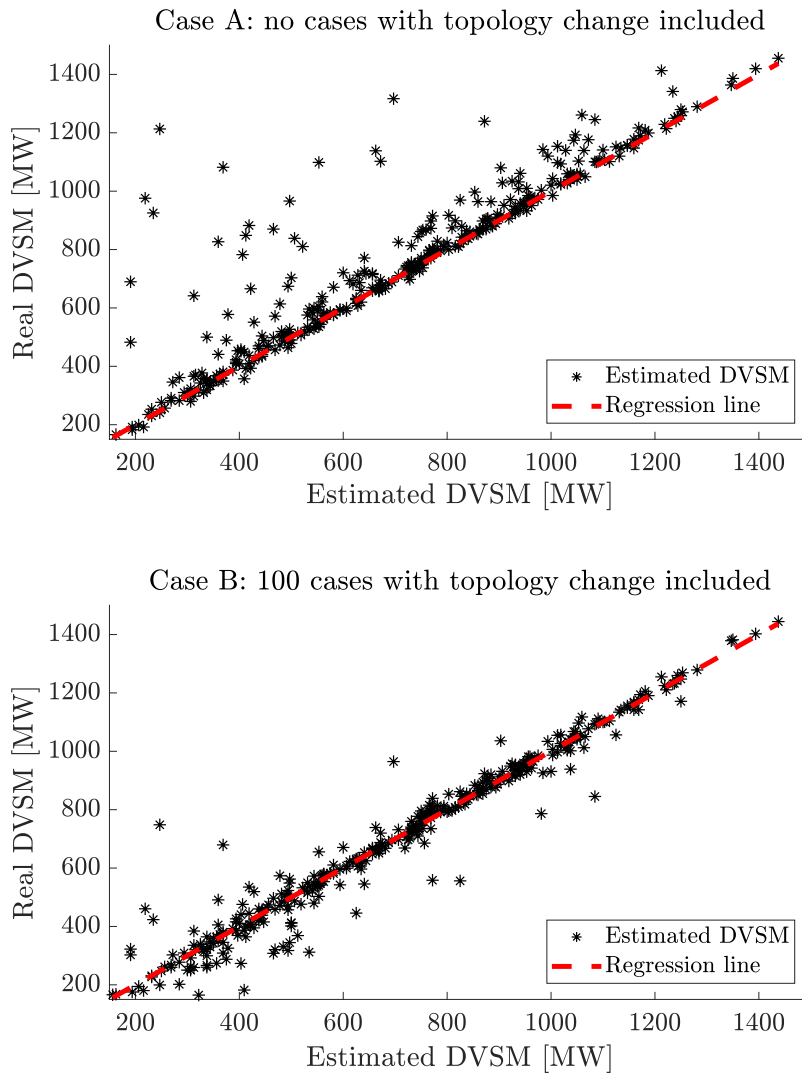 Case A: no cases with topology change included
1400
1200
1000
800
600
400
200
Real DVSM [MW]
Estimated DVSM
Regression line
200 400 600 800 1000 1200 1400
Estimated DVSM [MW]
Case B: 100 cases with topology change included
1400
1200
1000
800
600
400
200
Real DVSM [MW]
Estimated DVSM
Regression line
200 400 600 800 1000 1200 1400
Estimated DVSM [MW]